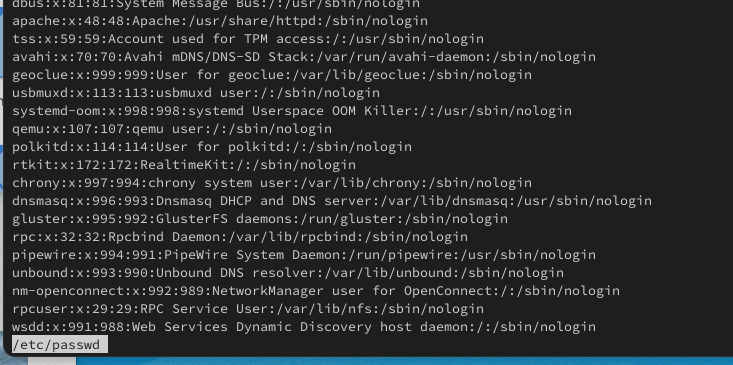 dbus:x:81:81:System Message Bus:/:/usr/sbin/nologin
apache:x:48:48:Apache:/usr/share/httpd:/sbin/nologin
tss:x:59:59:Account used for TPM access:/:/usr/sbin/nologin
avahi:x:70:70:Avahi mDNS/DNS-SD Stack:/var/run/avahi-daemon:/sbin/nologin
geoclue:x:999:999:User for geoclue:/var/lib/geoclue:/sbin/nologin
usbmuxd:x:113:113:usbmuxd user:/:/sbin/nologin
systemd-oom:x:998:998:systemd Userspace OOM Killer:/:/usr/sbin/nologin
qemu:x:107:107:qemu user:/:/sbin/nologin
polkitd:x:114:114:User for polkitd:/:/sbin/nologin
rtkit:x:172:172:RealtimeKit:/:/sbin/nologin
chrony:x:997:994:chrony system user:/var/lib/chrony:/sbin/nologin
dnsmasq:x:996:993:Dnsmasq DHCP and DNS server:/var/lib/dnsmasq:/usr/sbin/nologin
gluster:x:995:992:GlusterFS daemons:/run/gluster:/sbin/nologin
rpc:x:32:32:Rpcbind Daemon:/var/lib/rpcbind:/sbin/nologin
pipewire:x:994:991:PipeWire System Daemon:/run/pipewire:/usr/sbin/nologin
unbound:x:993:990:Unbound DNS resolver:/var/lib/unbound:/sbin/nologin
nm-openconnect:x:992:989:NetworkManager user for OpenConnect:/:/sbin/nologin
rpcuser:x:29:29:RPC Service User:/var/lib/nfs:/sbin/nologin
wsdd:x:991:988:Web Services Dynamic Discovery host daemon:/:/sbin/nologin
/etc/passwd